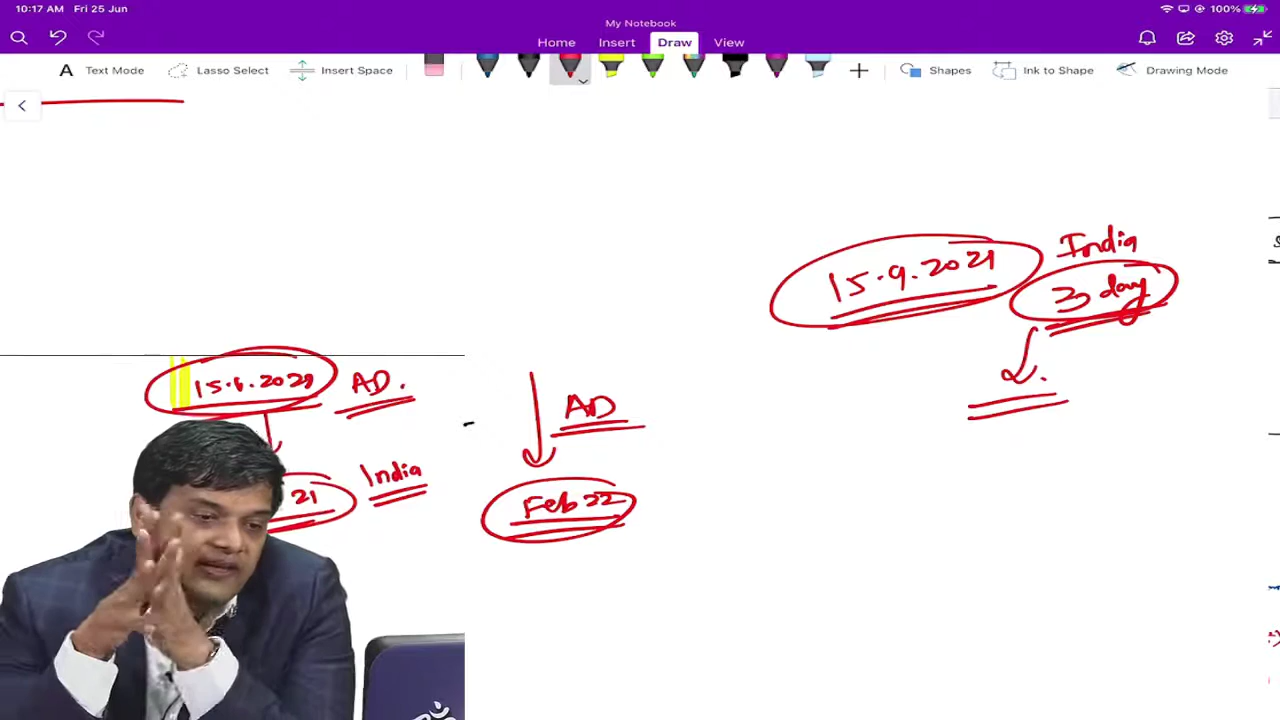 10:17 AM Fri 25 Jun
100%
My Notebook
Home Insert Draw View
A Text Mode Lasso Select Insert Space Shapes Ink to Shape Drawing Mode
15.9.2021 India
day
15.6.2021 AD.
AD
21 India
Feb 22
ॐ